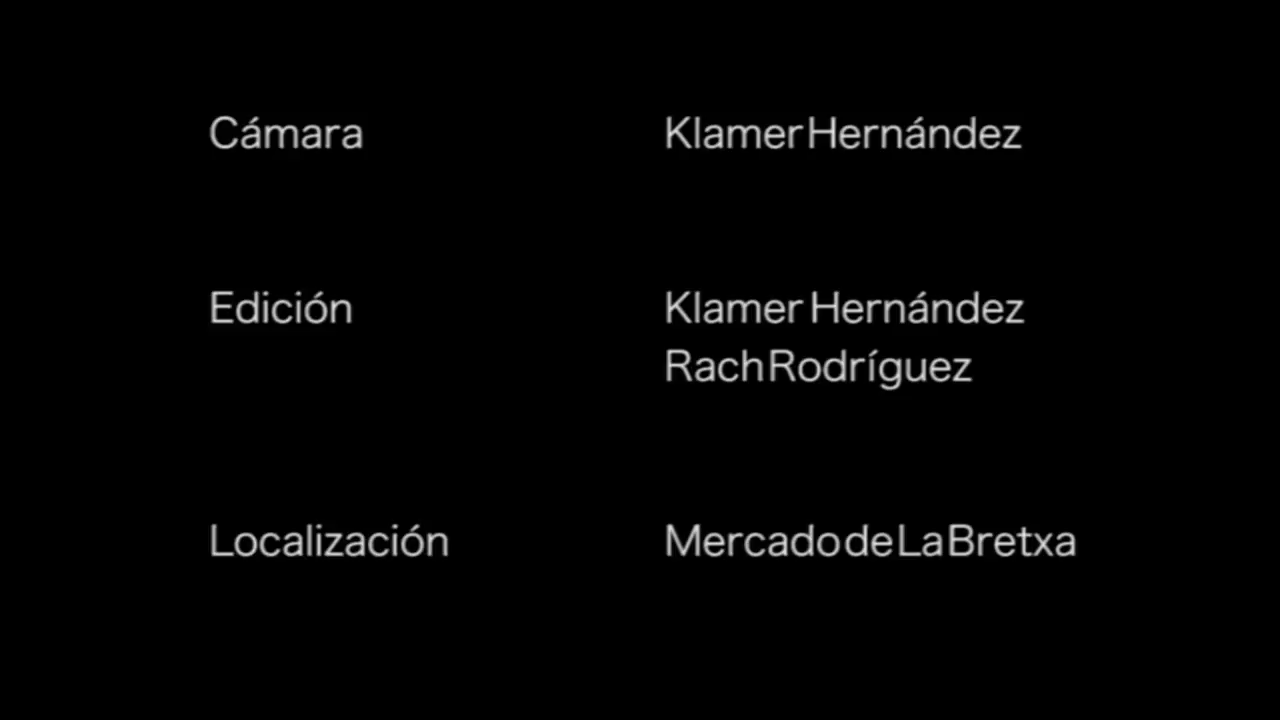 Cámara Klamer Hernández
Edición Klamer Hernández
Rach Rodríguez
Localización Mercado de La Bretxa